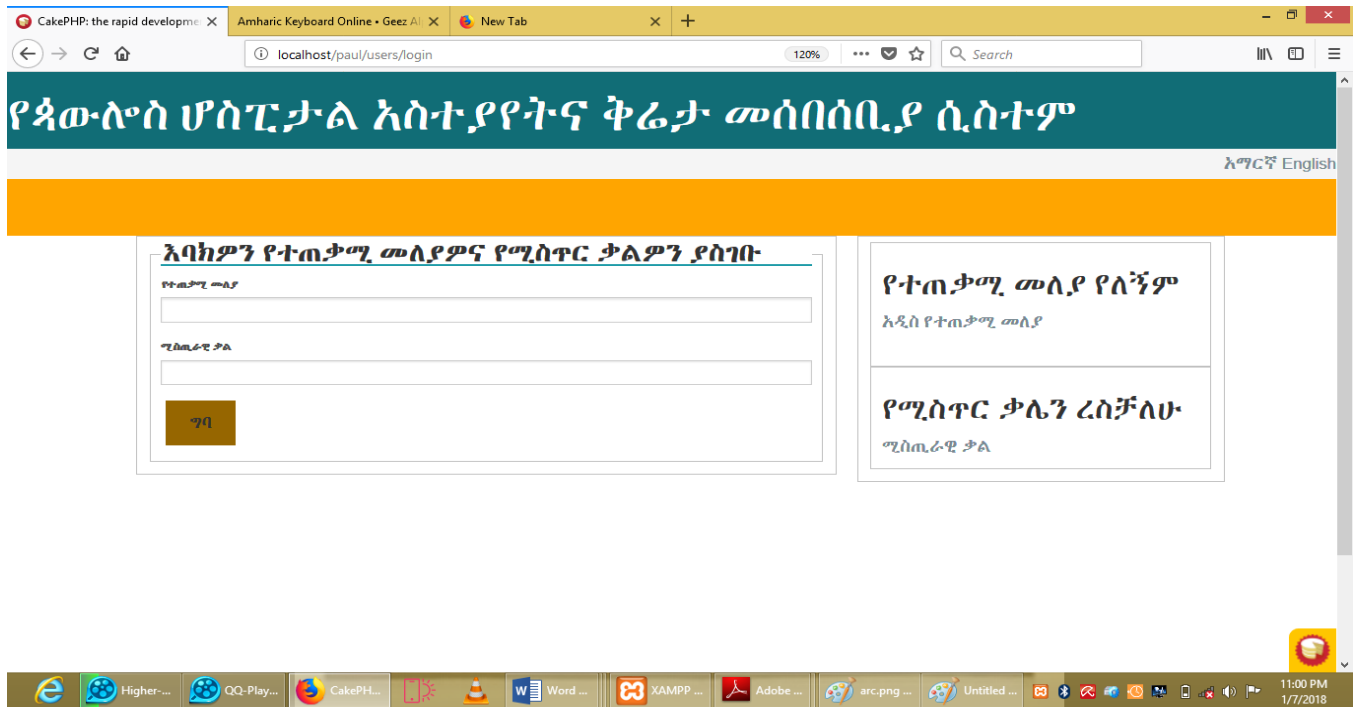 CakePHP: the rapid developme
Amharic Keyboard Online • Geez Al
New Tab
localhost/paul/users/login
120%
Search
የጳውሎስ ሆስፒታል አስተያየትና ቅሬታ መሰበሰቢያ ሲስተም
አማርኛ English
እባክዎን የተጠቃሚ መለያዎና የሚስጥር ቃልዎን ያስገቡ
የተጠቃሚ መለያ
ሚስጢራዊ ቃል
ግባ
የተጠቃሚ መለያ የለኝም
አዲስ የተጠቃሚ መለያ
የሚስጥር ቃሌን ረስቻለሁ
ሚስጢራዊ ቃል
Higher-...
QQ-Play...
CakePH...
Word ...
XAMPP ...
Adobe ...
arc.png ...
Untitled ...
11:00 PM
1/7/2018